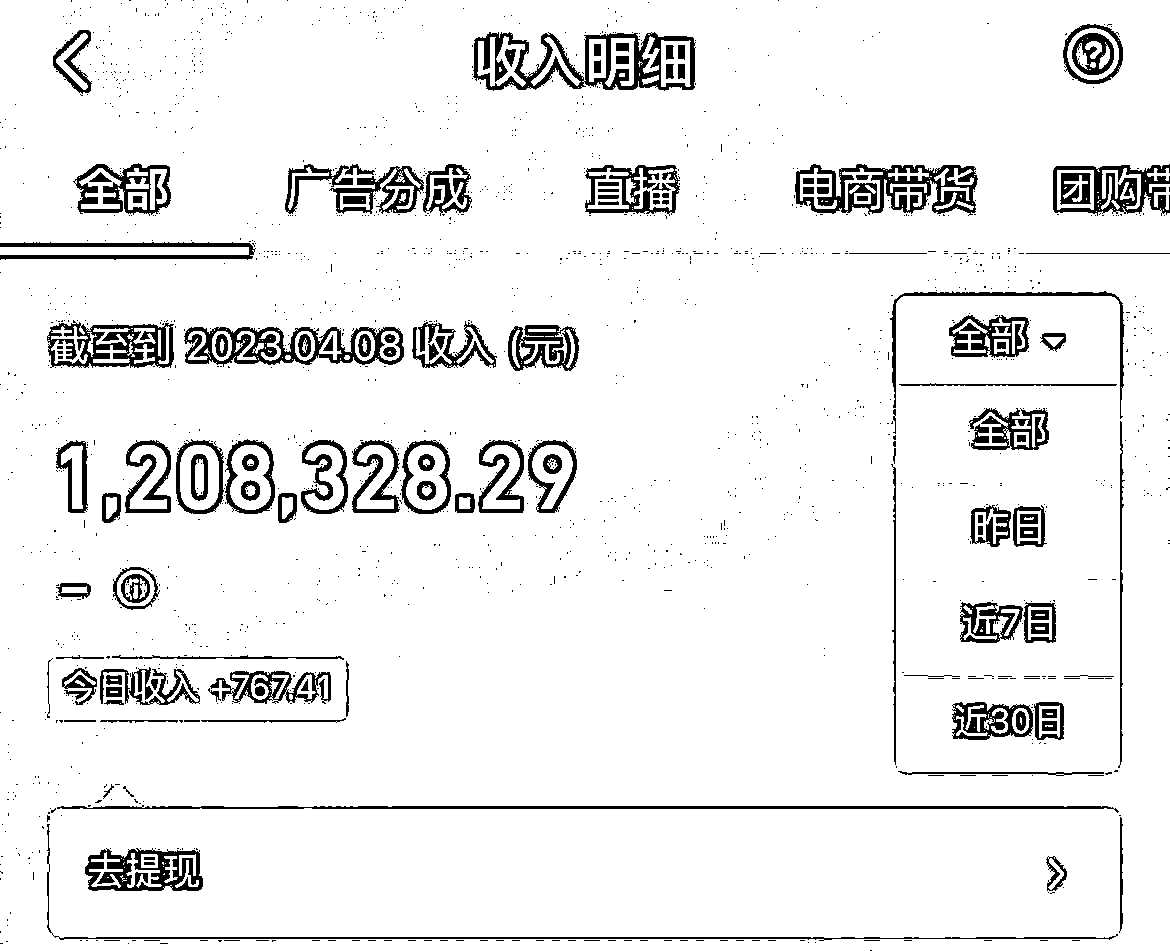 收入明细
全部 广告分成 直播 电商带货 团购带
截至到 2023.04.08 收入 (元)
1,208,328.29
–
今日收入 +767.41
全部
全部
昨日
近7日
近30日
去提现